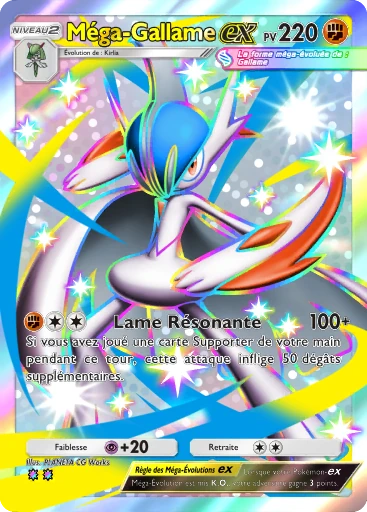 NIVEAU 2
Méga-Gallame ex PV 220
Évolution de : Kirlia
La forme méga-évoluée de :
Gallame
Lame Résonante 100+
Si vous avez joué une carte Supporter de votre main
pendant ce tour, cette attaque inflige 50 dégâts
supplémentaires.
Faiblesse +20 Retraite
Illus. PLANETA CG Works
Règle des Méga-Évolutions ex Lorsque votre Pokémon-ex
Méga-Évolution est mis K.O., votre adversaire gagne 3 points.